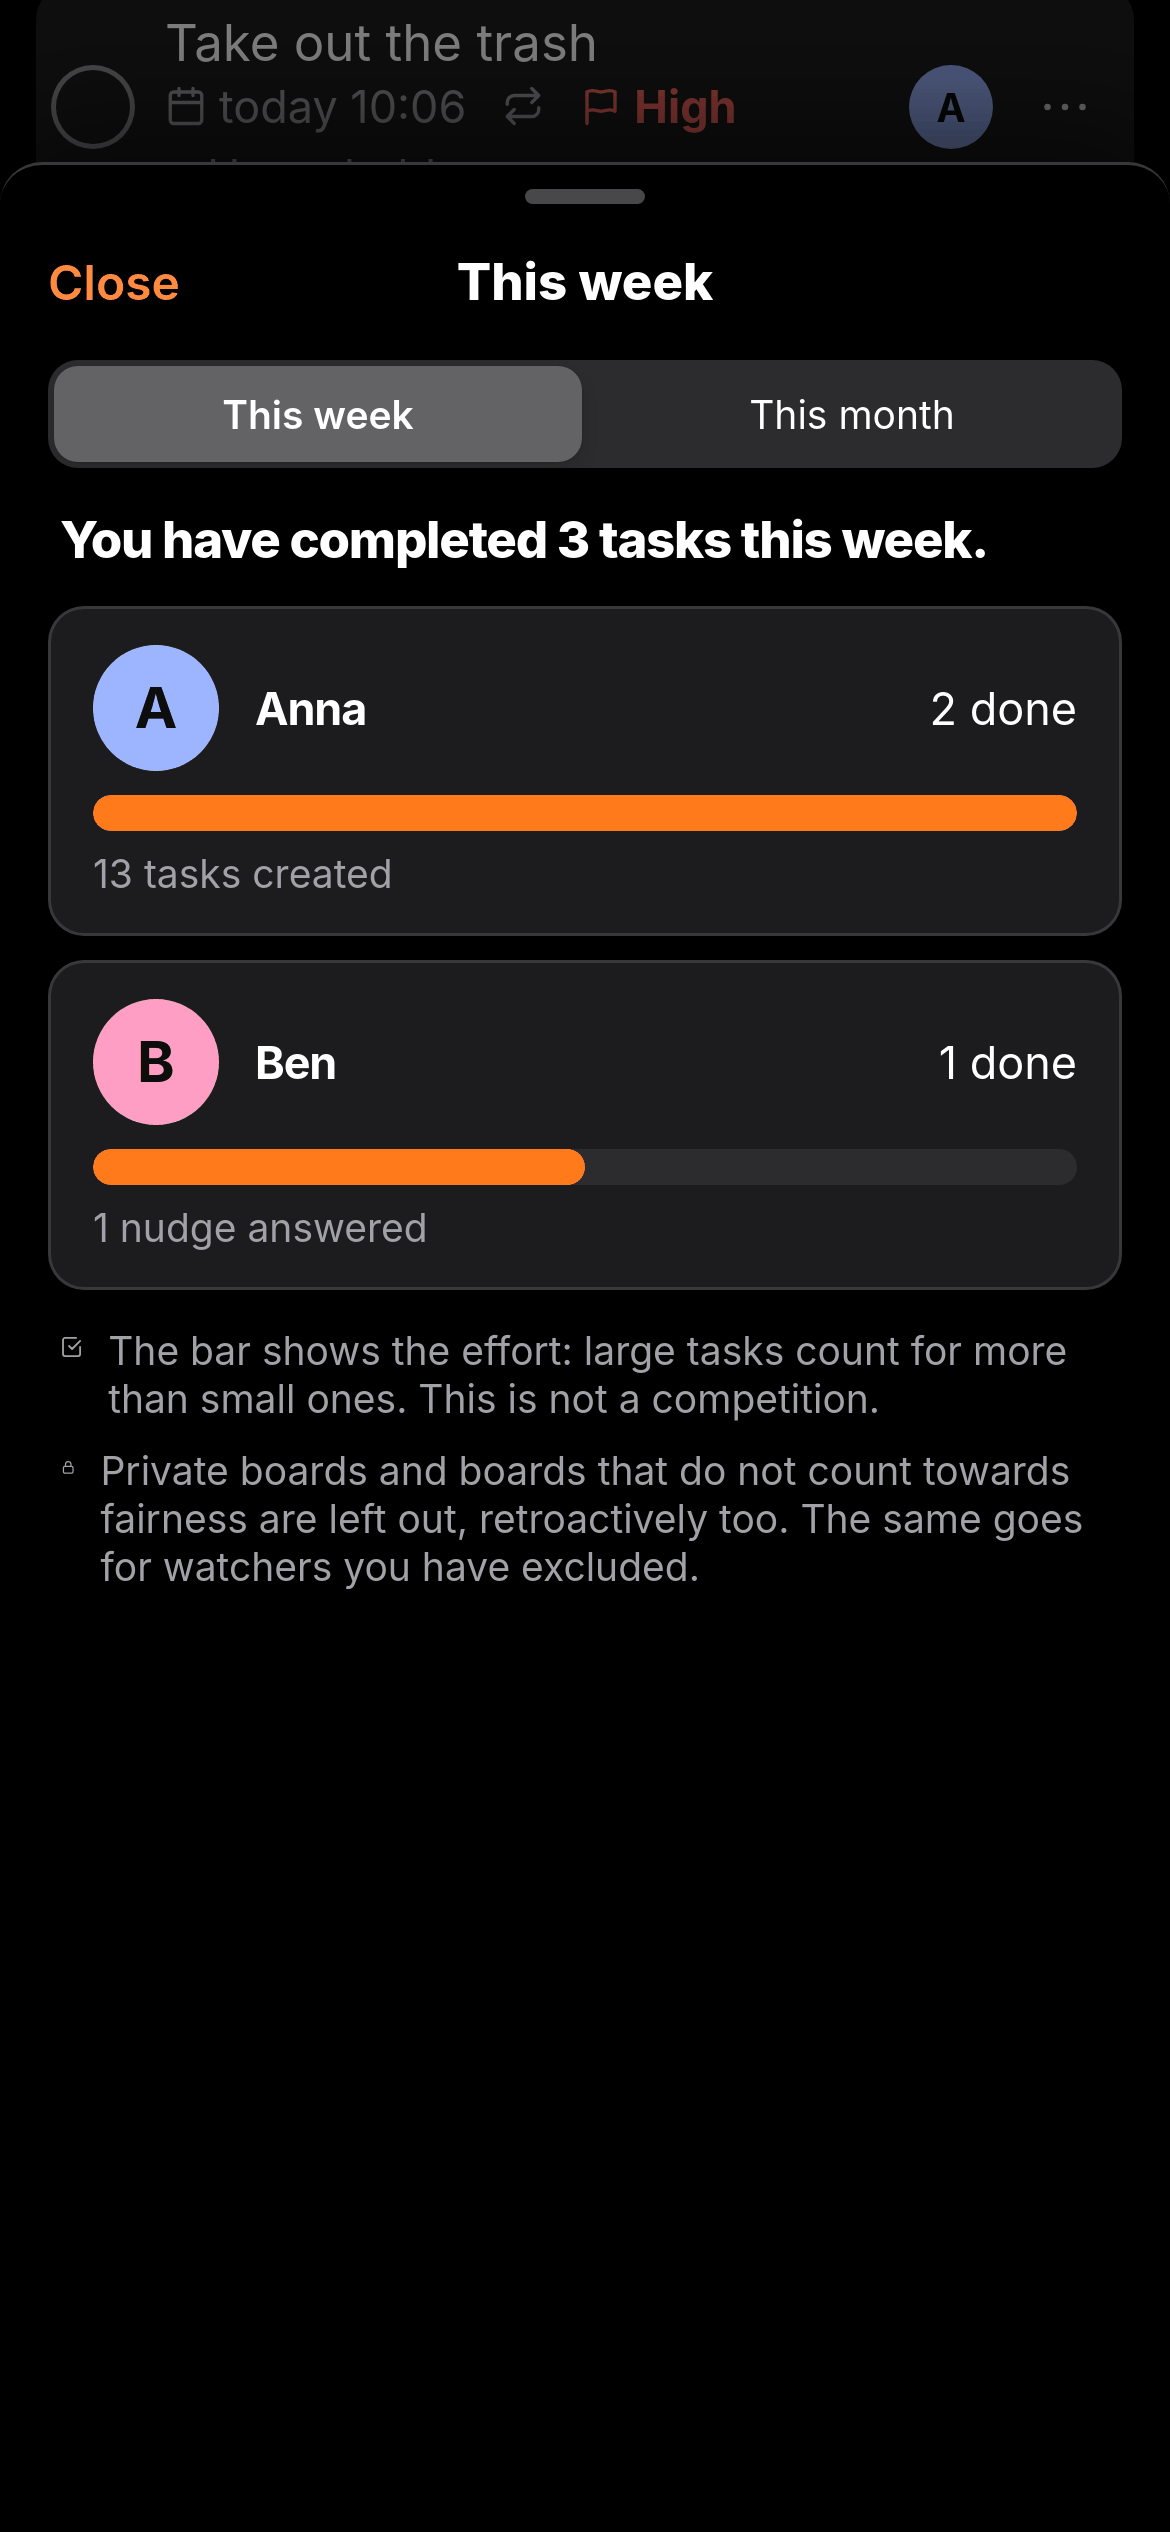 Take out the trash
today 10:06 High A
Close This week
This week This month
You have completed 3 tasks this week.
A Anna 2 done
13 tasks created
B Ben 1 done
1 nudge answered
The bar shows the effort: large tasks count for more
than small ones. This is not a competition.
Private boards and boards that do not count towards
fairness are left out, retroactively too. The same goes
for watchers you have excluded.